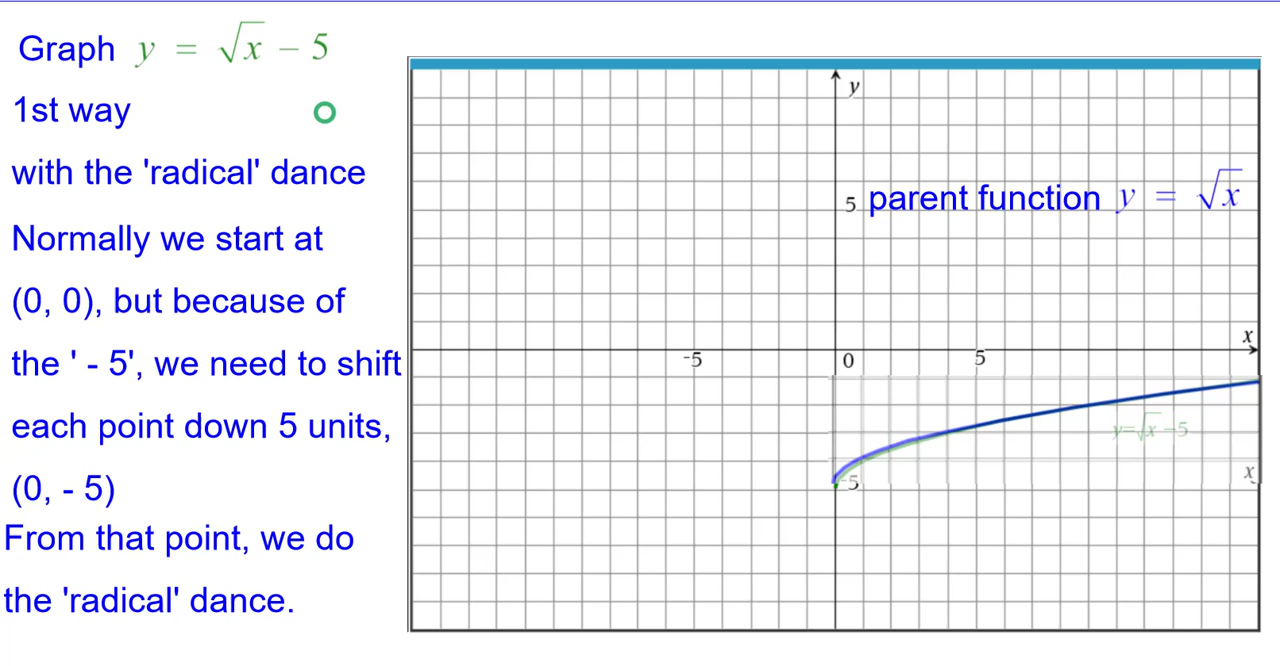 Graph y = √x − 5
1st way
with the 'radical' dance
Normally we start at
(0, 0), but because of
the ' - 5', we need to shift
each point down 5 units,
(0, - 5)
From that point, we do
the 'radical' dance.
y
5 parent function y = √x
x
-5 0 5
y=√x −5
x
-5